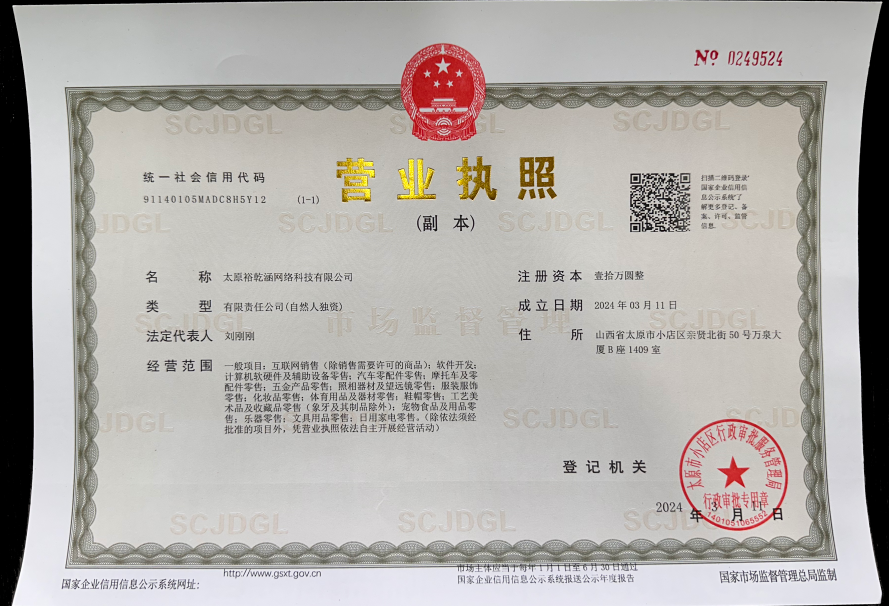 № 0249524
统一社会信用代码
91140105MADC8H5Y12
(1-1)
营业执照
(副 本)
扫描二维码登录"
国家企业信用信
息公示系统"了
解更多登记、备
案、许可、监管
信息.
名 称 太原裕乾涵网络科技有限公司
类 型 有限责任公司(自然人独资)
法定代表人 刘刚刚
经营范围 一般项目：互联网销售（除销售需要许可的商品）；软件开发；
计算机软硬件及辅助设备零售；汽车零配件零售；摩托车及零
配件零售；五金产品零售；照相器材及望远镜零售；服装服饰
零售；化妆品零售；体育用品及器材零售；鞋帽零售；工艺美
术品及收藏品零售（象牙及其制品除外）；宠物食品及用品零
售；乐器零售；文具用品零售；日用家电零售。（除依法须经
批准的项目外，凭营业执照依法自主开展经营活动）
注册资本 壹拾万圆整
成立日期 2024 年 03 月 11 日
住 所 山西省太原市小店区亲贤北街 50 号万泉大
厦 B 座 1409 室
登记机关
太原市小店区行政审批服务管理局
行政审批专用章
1401051065552
2024 年 3 月 11 日
SCJDGL
市场监督管理
国家企业信用信息公示系统网址：
http://www.gsxt.gov.cn
市场主体应当于每年 1 月 1 日至 6 月 30 日通过
国家企业信用信息公示系统报送公示年度报告
国家市场监督管理总局监制